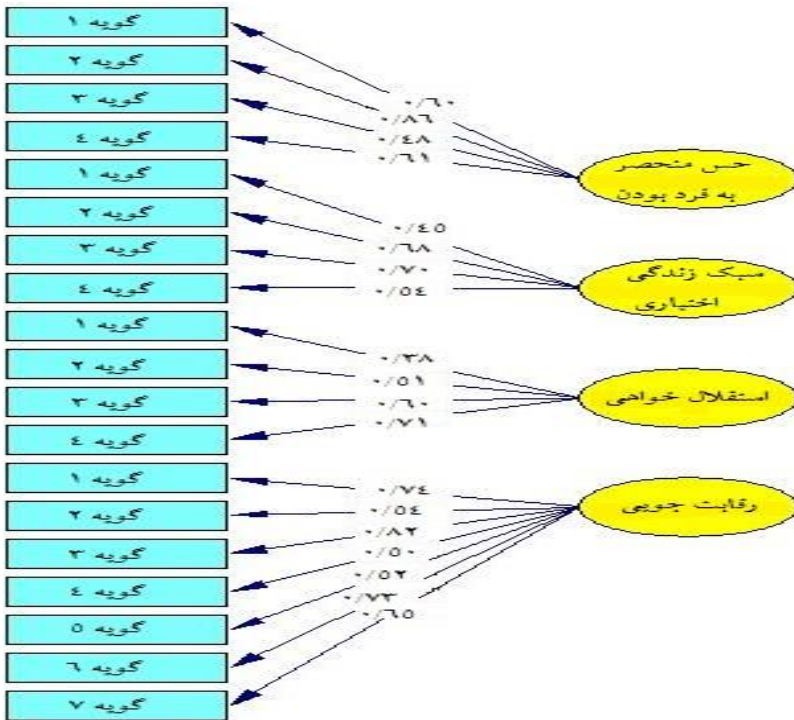 گویه ۱
گویه ۲
گویه ۳
گویه ٤
گویه ۱
گویه ۲
گویه ۳
گویه ٤
گویه ۱
گویه ۲
گویه ۳
گویه ٤
گویه ۱
گویه ۲
گویه ۳
گویه ٤
گویه ٥
گویه ٦
گویه ۷
۰/٦۰
۰/۸٦
۰/٤۸
۰/٦۱
۰/٤٥
۰/٦۸
۰/۷۰
۰/٥٤
۰/۳۸
۰/٥۱
۰/٦۰
۰/۷۱
۰/۷٤
۰/٥٤
۰/۸۲
۰/٥۰
۰/٥۲
۰/۷۳
۰/٦٥
حس منحصر
به فرد بودن
سبک زندگی
اختیاری
استقلال خواهی
رقابت جویی